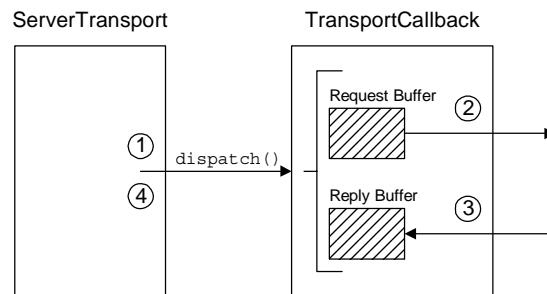 ServerTransport TransportCallback
Request Buffer
②
①
dispatch()
④
Reply Buffer
③